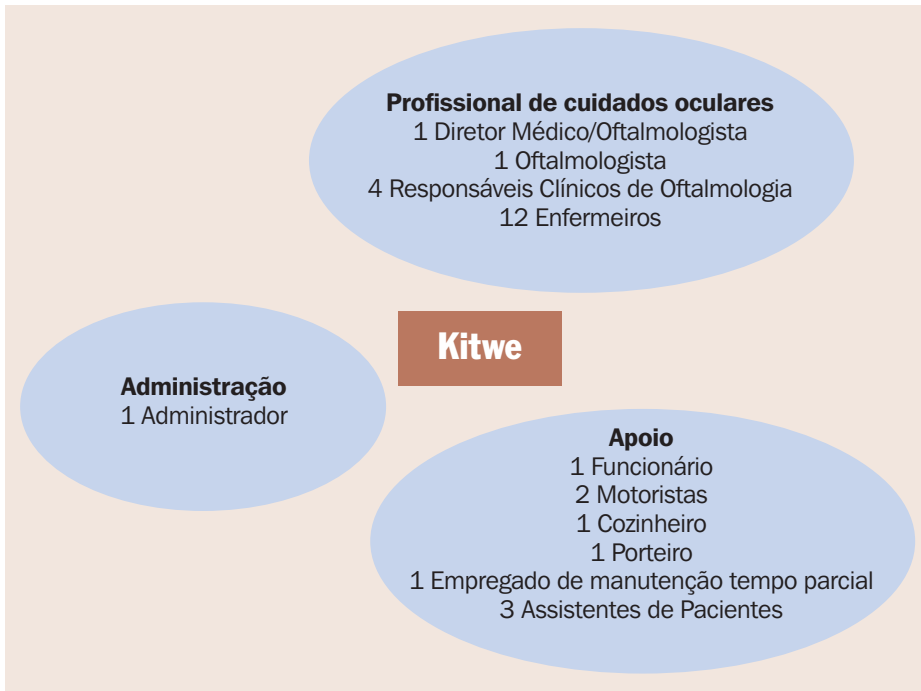 Profissional de cuidados oculares
1 Diretor Médico/Oftalmologista
1 Oftalmologista
4 Responsáveis Clínicos de Oftalmologia
12 Enfermeiros
Kitwe
Administração
1 Administrador
Apoio
1 Funcionário
2 Motoristas
1 Cozinheiro
1 Porteiro
1 Empregado de manutenção tempo parcial
3 Assistentes de Pacientes